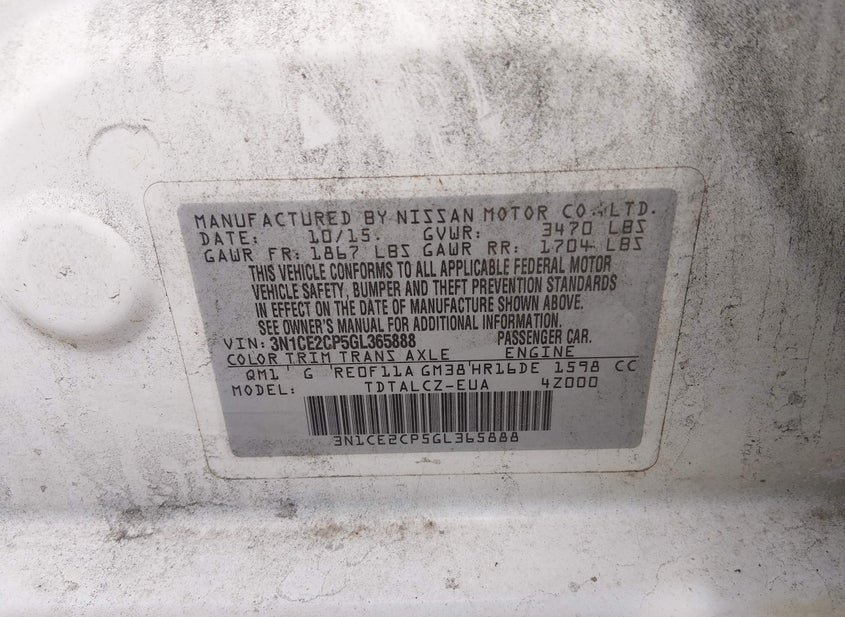 MANUFACTURED BY NISSAN MOTOR CO., LTD.
DATE: 10/15. GVWR: 3470 LBS
GAWR FR: 1867 LBS GAWR RR: 1704 LBS
THIS VEHICLE CONFORMS TO ALL APPLICABLE FEDERAL MOTOR
VEHICLE SAFETY, BUMPER AND THEFT PREVENTION STANDARDS
IN EFFECT ON THE DATE OF MANUFACTURE SHOWN ABOVE.
SEE OWNER'S MANUAL FOR ADDITIONAL INFORMATION.
VIN: 3N1CE2CP5GL365888 PASSENGER CAR.
COLOR TRIM TRANS AXLE ENGINE
QM1 G RE0F11A GM38 HR16DE 1598 CC
MODEL: TDTALCZ-EUA 4Z000
3N1CE2CP5GL365888